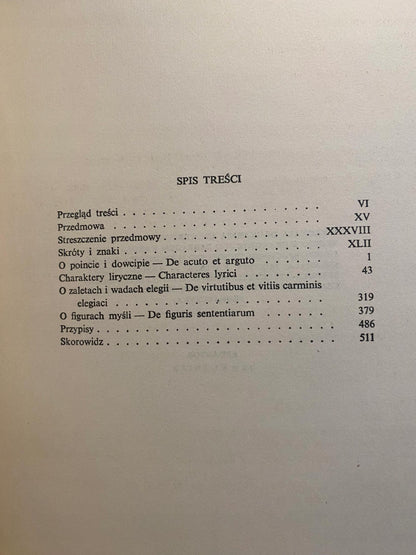 SPIS TREŚCI
Przegląd treści . . . . . . . . . . . . . . . . . . VI
Przedmowa . . . . . . . . . . . . . . . . . . . XV
Streszczenie przedmowy . . . . . . . . . . . . . . . XXXVIII
Skróty i znaki . . . . . . . . . . . . . . . . . . XLII
O poincie i dowcipie — De acuto et arguto . . . . . . . 1
Charaktery liryczne — Characteres lyrici . . . . . . . . 43
O zaletach i wadach elegii — De virtutibus et vitiis carminis
elegiaci . . . . . . . . . . . . . . . . . . . 319
O figurach myśli — De figuris sententiarum . . . . . . . 379
Przypisy . . . . . . . . . . . . . . . . . . . . 486
Skorowidz . . . . . . . . . . . . . . . . . . . 511